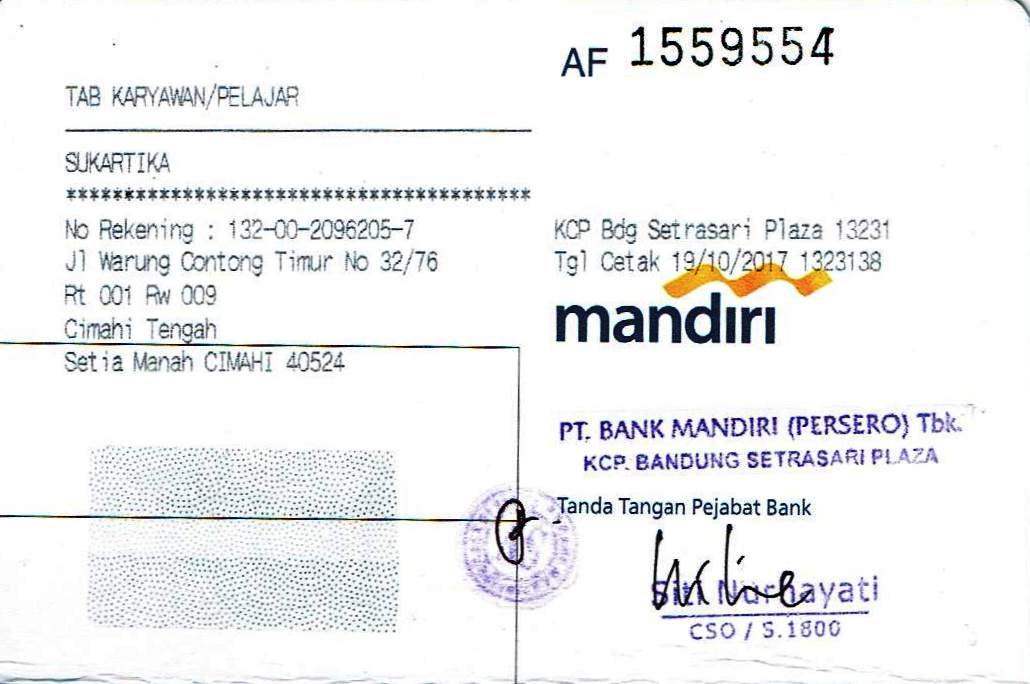 AF 1559554
TAB KARYAWAN/PELAJAR
SUKARTIKA
****************************************
No Rekening : 132-00-2096205-7
Jl Warung Contong Timur No 32/76
Rt 001 Rw 009
Cimahi Tengah
Setia Manah CIMAHI 40524
KCP Bdg Setrasari Plaza 13231
Tgl Cetak 19/10/2017 1323138
mandiri
PT. BANK MANDIRI (PERSERO) Tbk.
KCP. BANDUNG SETRASARI PLAZA
Tanda Tangan Pejabat Bank
Siti Nurhayati
CSO / S.1800